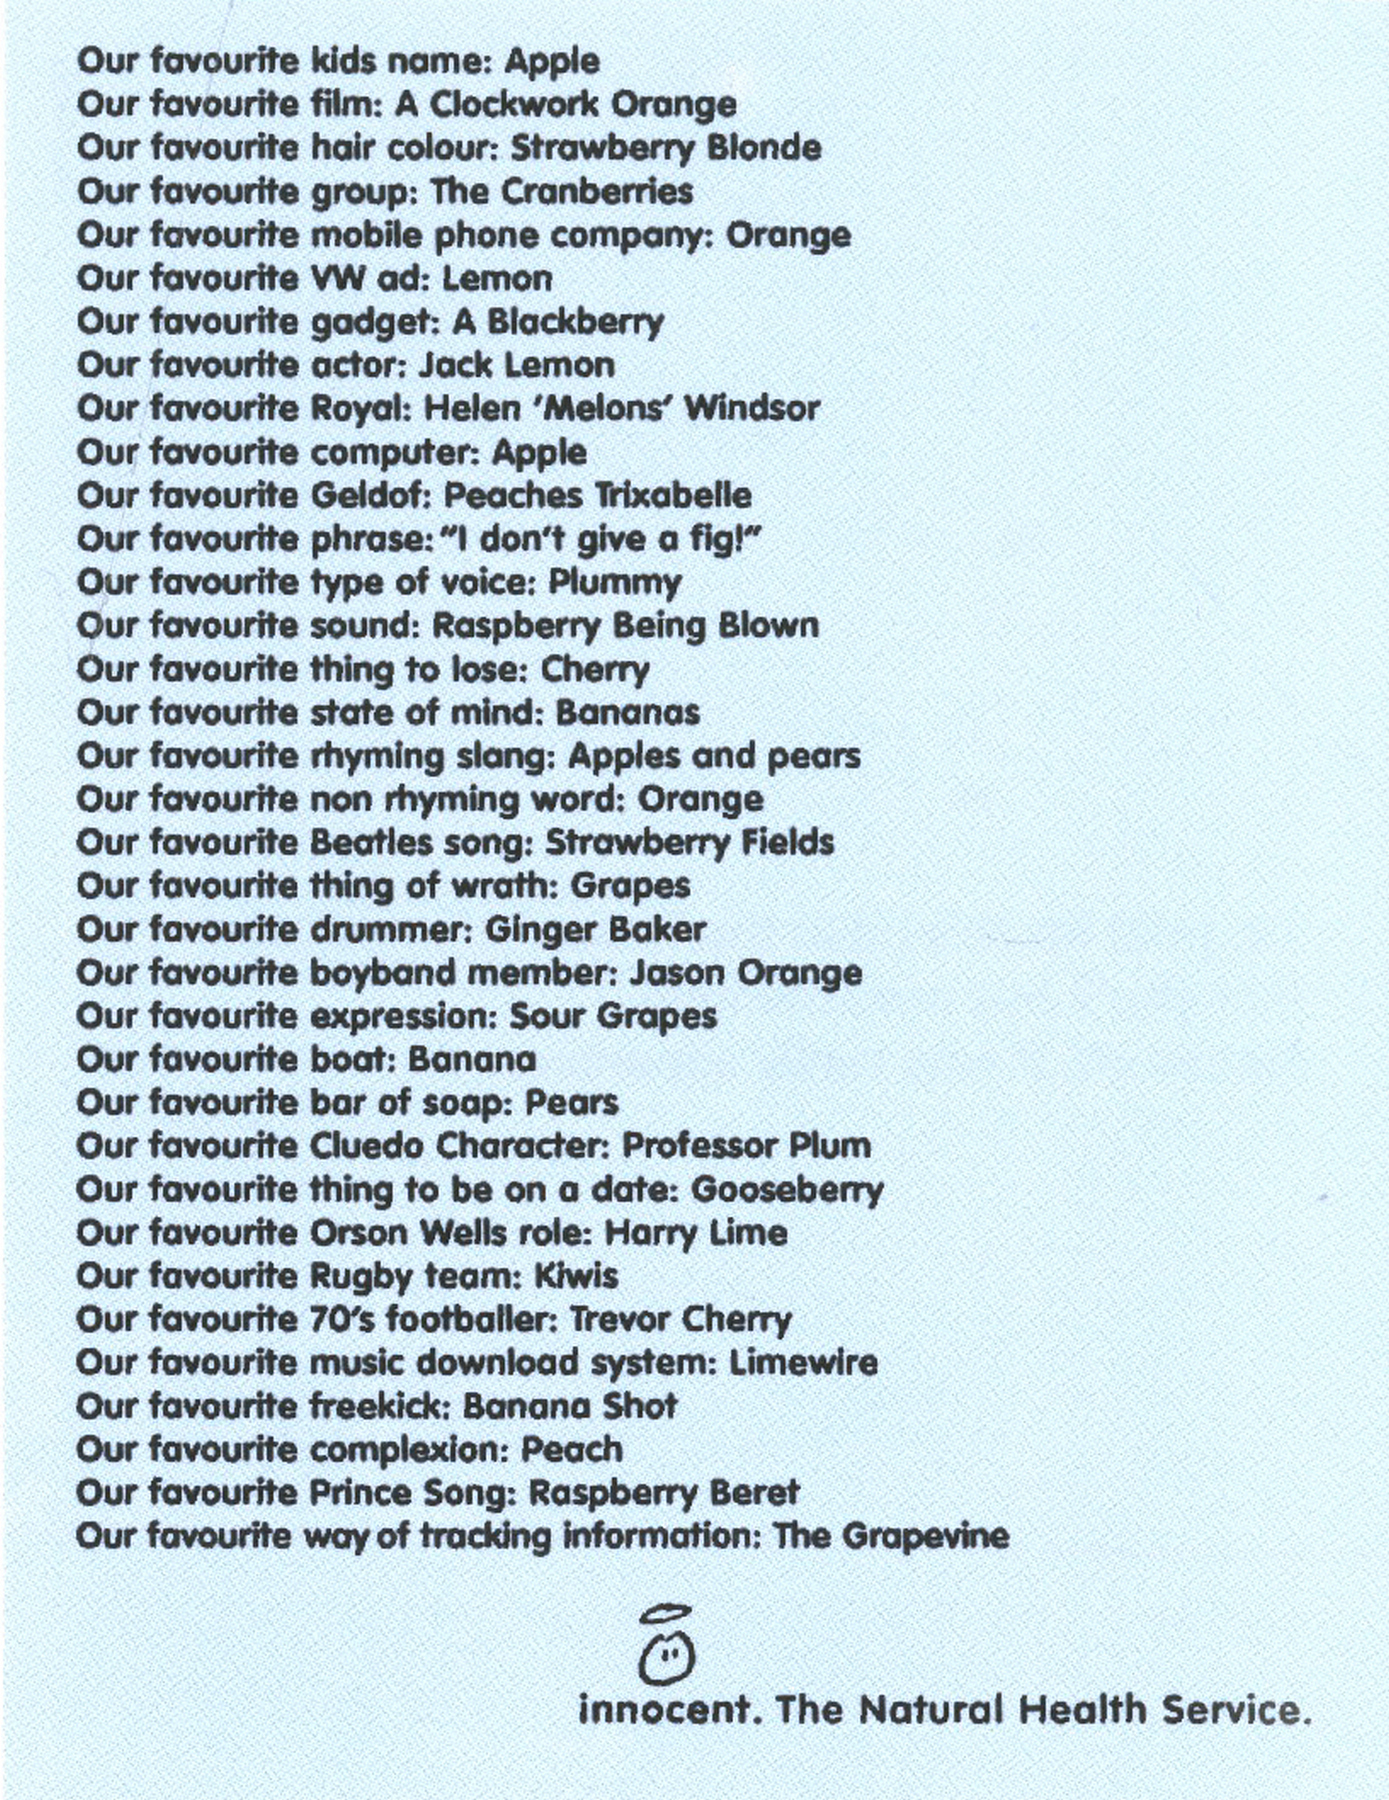 Our favourite kids name: Apple
Our favourite film: A Clockwork Orange
Our favourite hair colour: Strawberry Blonde
Our favourite group: The Cranberries
Our favourite mobile phone company: Orange
Our favourite VW ad: Lemon
Our favourite gadget: A Blackberry
Our favourite actor: Jack Lemon
Our favourite Royal: Helen ‘Melons’ Windsor
Our favourite computer: Apple
Our favourite Geldof: Peaches Trixabelle
Our favourite phrase: “I don’t give a fig!”
Our favourite type of voice: Plummy
Our favourite sound: Raspberry Being Blown
Our favourite thing to lose: Cherry
Our favourite state of mind: Bananas
Our favourite rhyming slang: Apples and pears
Our favourite non rhyming word: Orange
Our favourite Beatles song: Strawberry Fields
Our favourite thing of wrath: Grapes
Our favourite drummer: Ginger Baker
Our favourite boyband member: Jason Orange
Our favourite expression: Sour Grapes
Our favourite boat: Banana
Our favourite bar of soap: Pears
Our favourite Cluedo Character: Professor Plum
Our favourite thing to be on a date: Gooseberry
Our favourite Orson Wells role: Harry Lime
Our favourite Rugby team: Kiwis
Our favourite 70’s footballer: Trevor Cherry
Our favourite music download system: Limewire
Our favourite freekick: Banana Shot
Our favourite complexion: Peach
Our favourite Prince Song: Raspberry Beret
Our favourite way of tracking information: The Grapevine
innocent. The Natural Health Service.